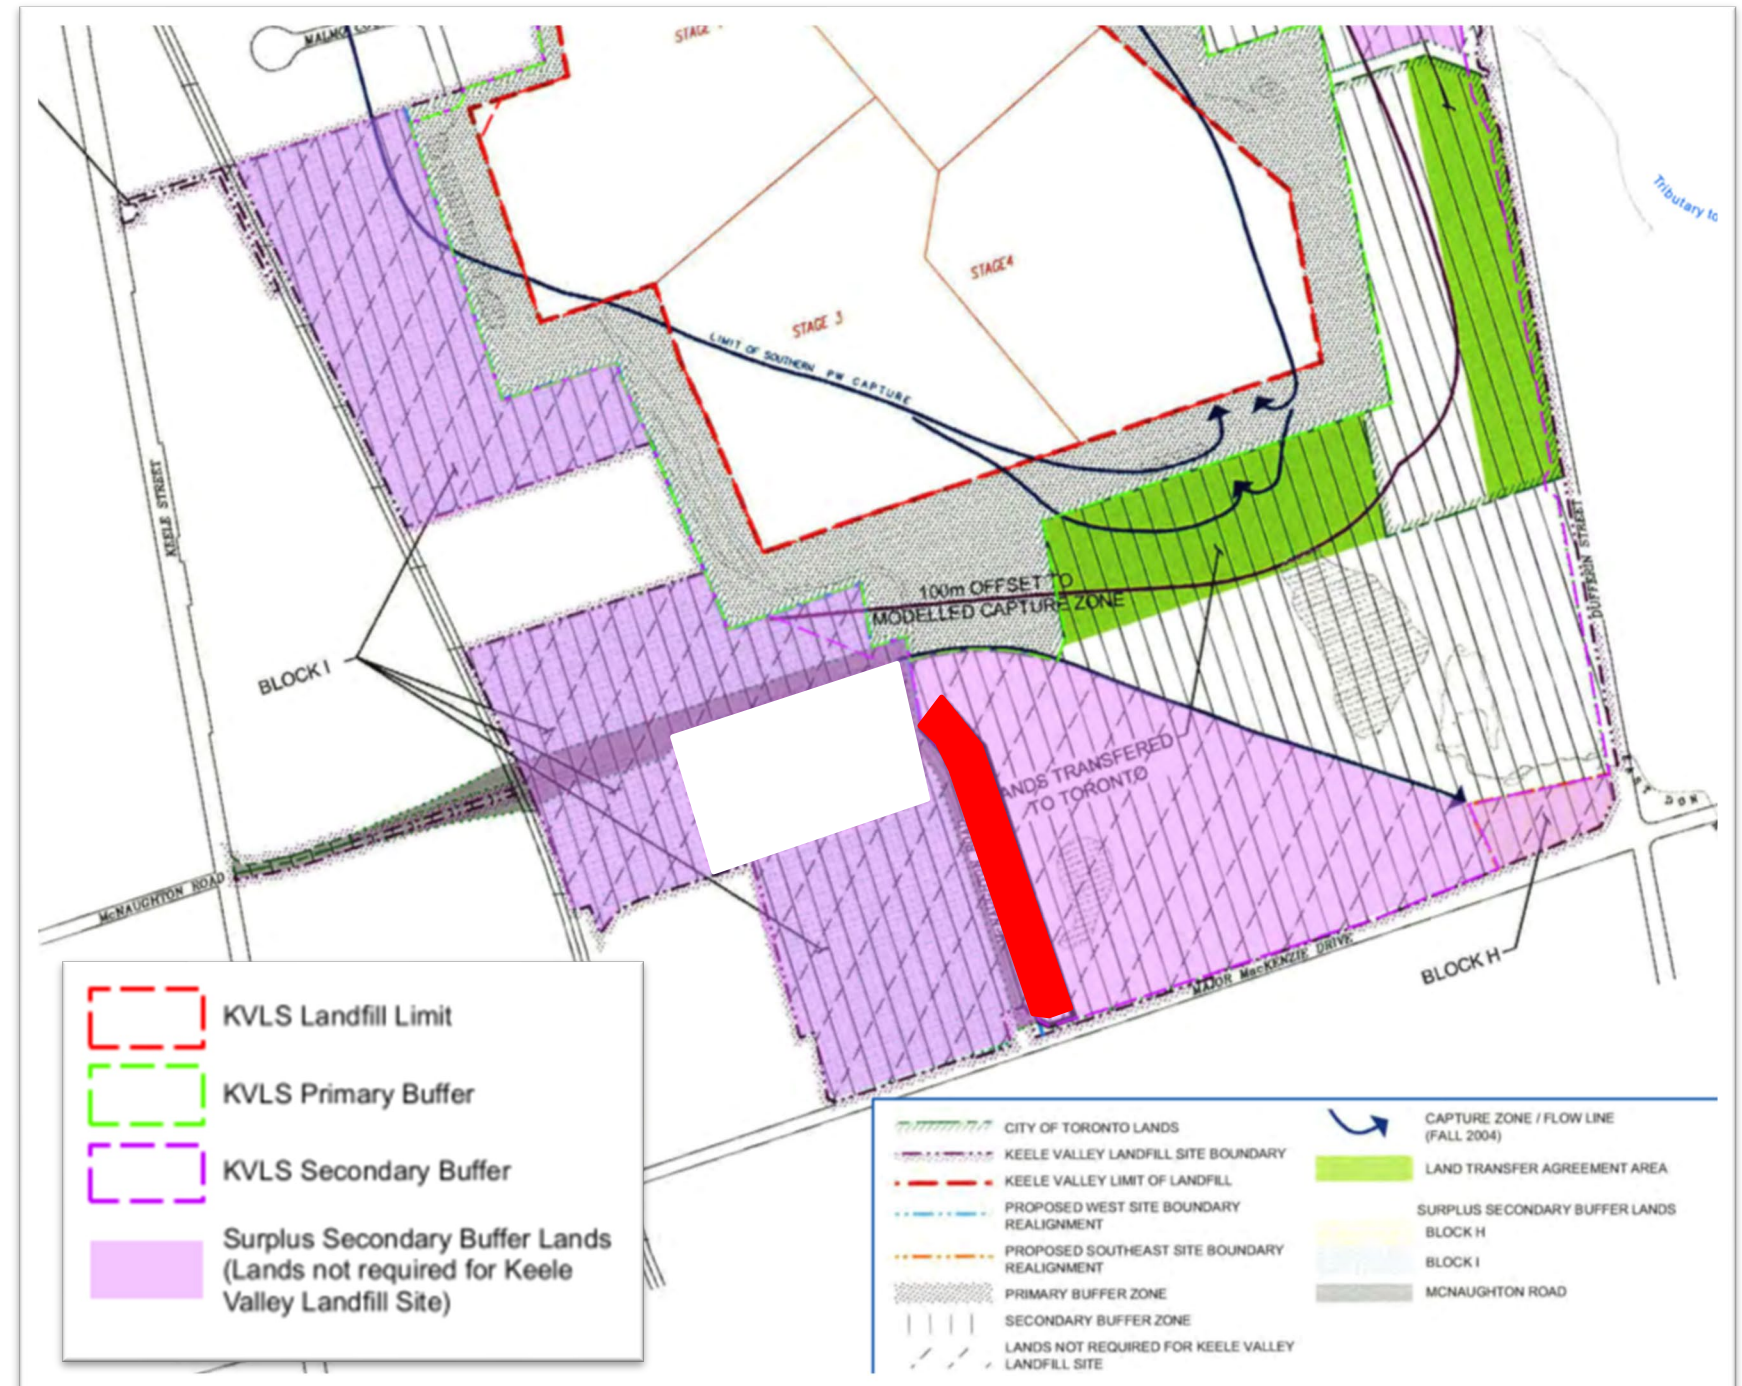 MALMO
STAGE
Tributary to
STAGE4
STAGE 3
LIMIT OF SOUTHERN PW CAPTURE
KEELE STREET
DUFFERIN STREET
100m OFFSET TO
MODELLED CAPTURE ZONE
BLOCK I
LANDS TRANSFERED
TO TORONTO
EAST DON
McNAUGHTON ROAD
MAJOR MacKENZIE DRIVE
BLOCK H
KVLS Landfill Limit
KVLS Primary Buffer
KVLS Secondary Buffer
Surplus Secondary Buffer Lands
(Lands not required for Keele
Valley Landfill Site)
CITY OF TORONTO LANDS
KEELE VALLEY LANDFILL SITE BOUNDARY
KEELE VALLEY LIMIT OF LANDFILL
PROPOSED WEST SITE BOUNDARY
REALIGNMENT
PROPOSED SOUTHEAST SITE BOUNDARY
REALIGNMENT
PRIMARY BUFFER ZONE
SECONDARY BUFFER ZONE
LANDS NOT REQUIRED FOR KEELE VALLEY
LANDFILL SITE
CAPTURE ZONE / FLOW LINE
(FALL 2004)
LAND TRANSFER AGREEMENT AREA
SURPLUS SECONDARY BUFFER LANDS
BLOCK H
BLOCK I
MCNAUGHTON ROAD